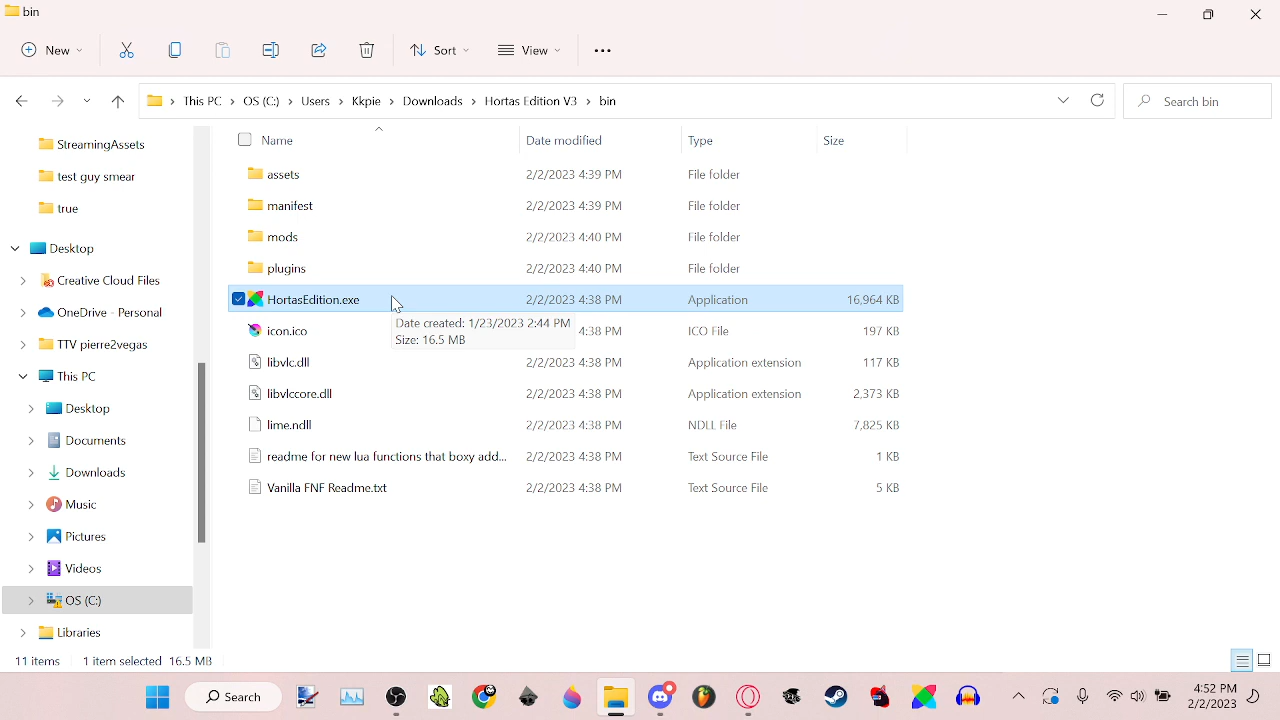 bin
New
Sort
View
This PC > OS (C:) > Users > Kkpie > Downloads > Hortas Edition V3 > bin
Search bin
StreamingAssets
test guy smear
true
Desktop
Creative Cloud Files
OneDrive - Personal
TTV pierre2vegas
This PC
Desktop
Documents
Downloads
Music
Pictures
Videos
OS (C:)
Libraries
Name Date modified Type Size
assets 2/2/2023 4:39 PM File folder
manifest 2/2/2023 4:39 PM File folder
mods 2/2/2023 4:40 PM File folder
plugins 2/2/2023 4:40 PM File folder
HortasEdition.exe 2/2/2023 4:38 PM Application 16,964 KB
Date created: 1/23/2023 2:44 PM
Size: 16.5 MB
icon.ico 4:38 PM ICO File 197 KB
libvlc.dll 2/2/2023 4:38 PM Application extension 117 KB
libvlccore.dll 2/2/2023 4:38 PM Application extension 2,373 KB
lime.ndll 2/2/2023 4:38 PM NDLL File 7,825 KB
readme for new lua functions that boxy add... 2/2/2023 4:38 PM Text Source File 1 KB
Vanilla FNF Readme.txt 2/2/2023 4:38 PM Text Source File 5 KB
11 items 1 item selected 16.5 MB
Search
4:52 PM
2/2/2023